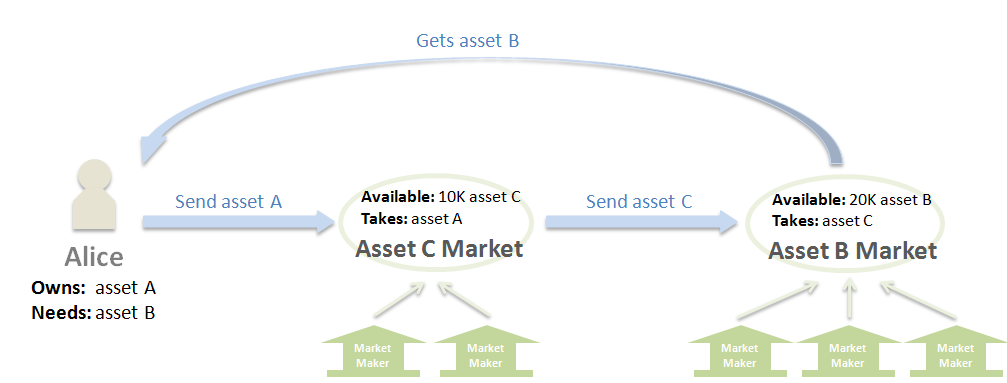 Gets asset B
Send asset A
Available: 10K asset C
Takes: asset A
Asset C Market
Send asset C
Available: 20K asset B
Takes: asset C
Asset B Market
Alice
Owns: asset A
Needs: asset B
Market
Maker
Market
Maker
Market
Maker
Market
Maker
Market
Maker